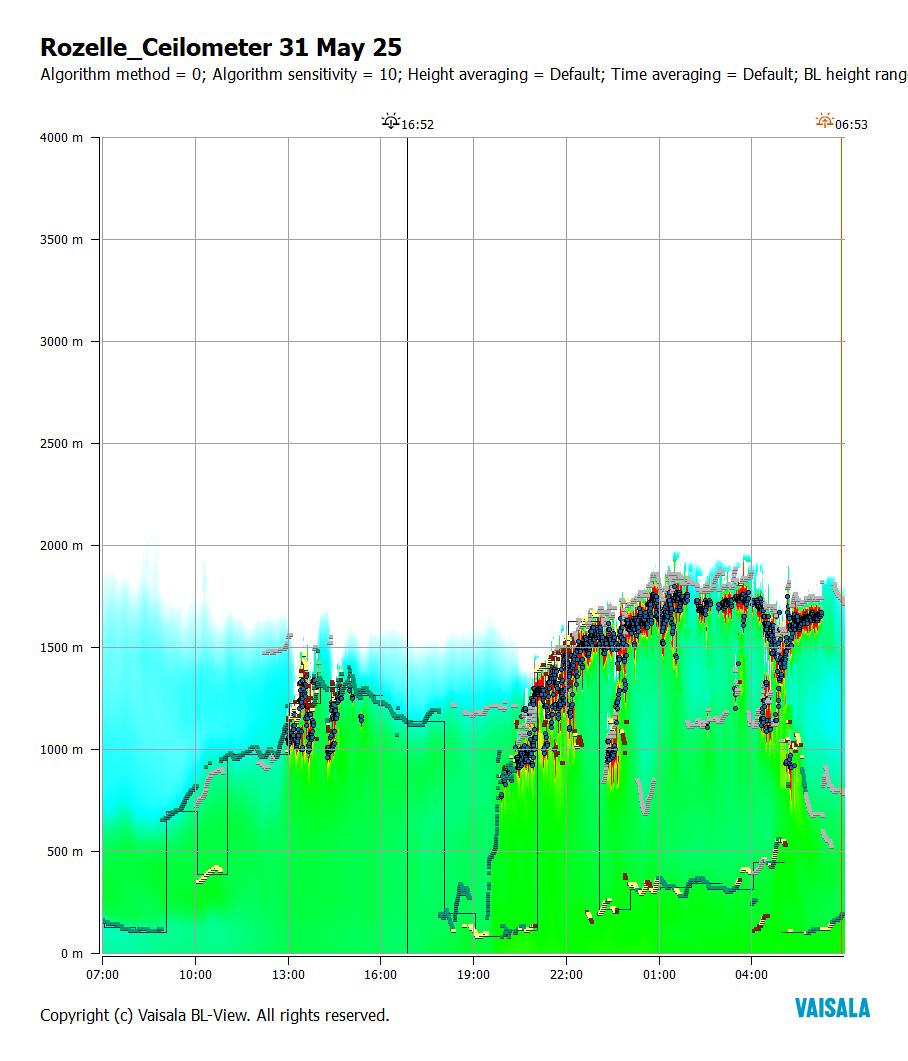 Rozelle_Ceilometer 31 May 25
Algorithm method = 0; Algorithm sensitivity = 10; Height averaging = Default; Time averaging = Default; BL height rang
16:52 06:53
4000 m
3500 m
3000 m
2500 m
2000 m
1500 m
1000 m
500 m
0 m
07:00 10:00 13:00 16:00 19:00 22:00 01:00 04:00
Copyright (c) Vaisala BL-View. All rights reserved.
VAISALA